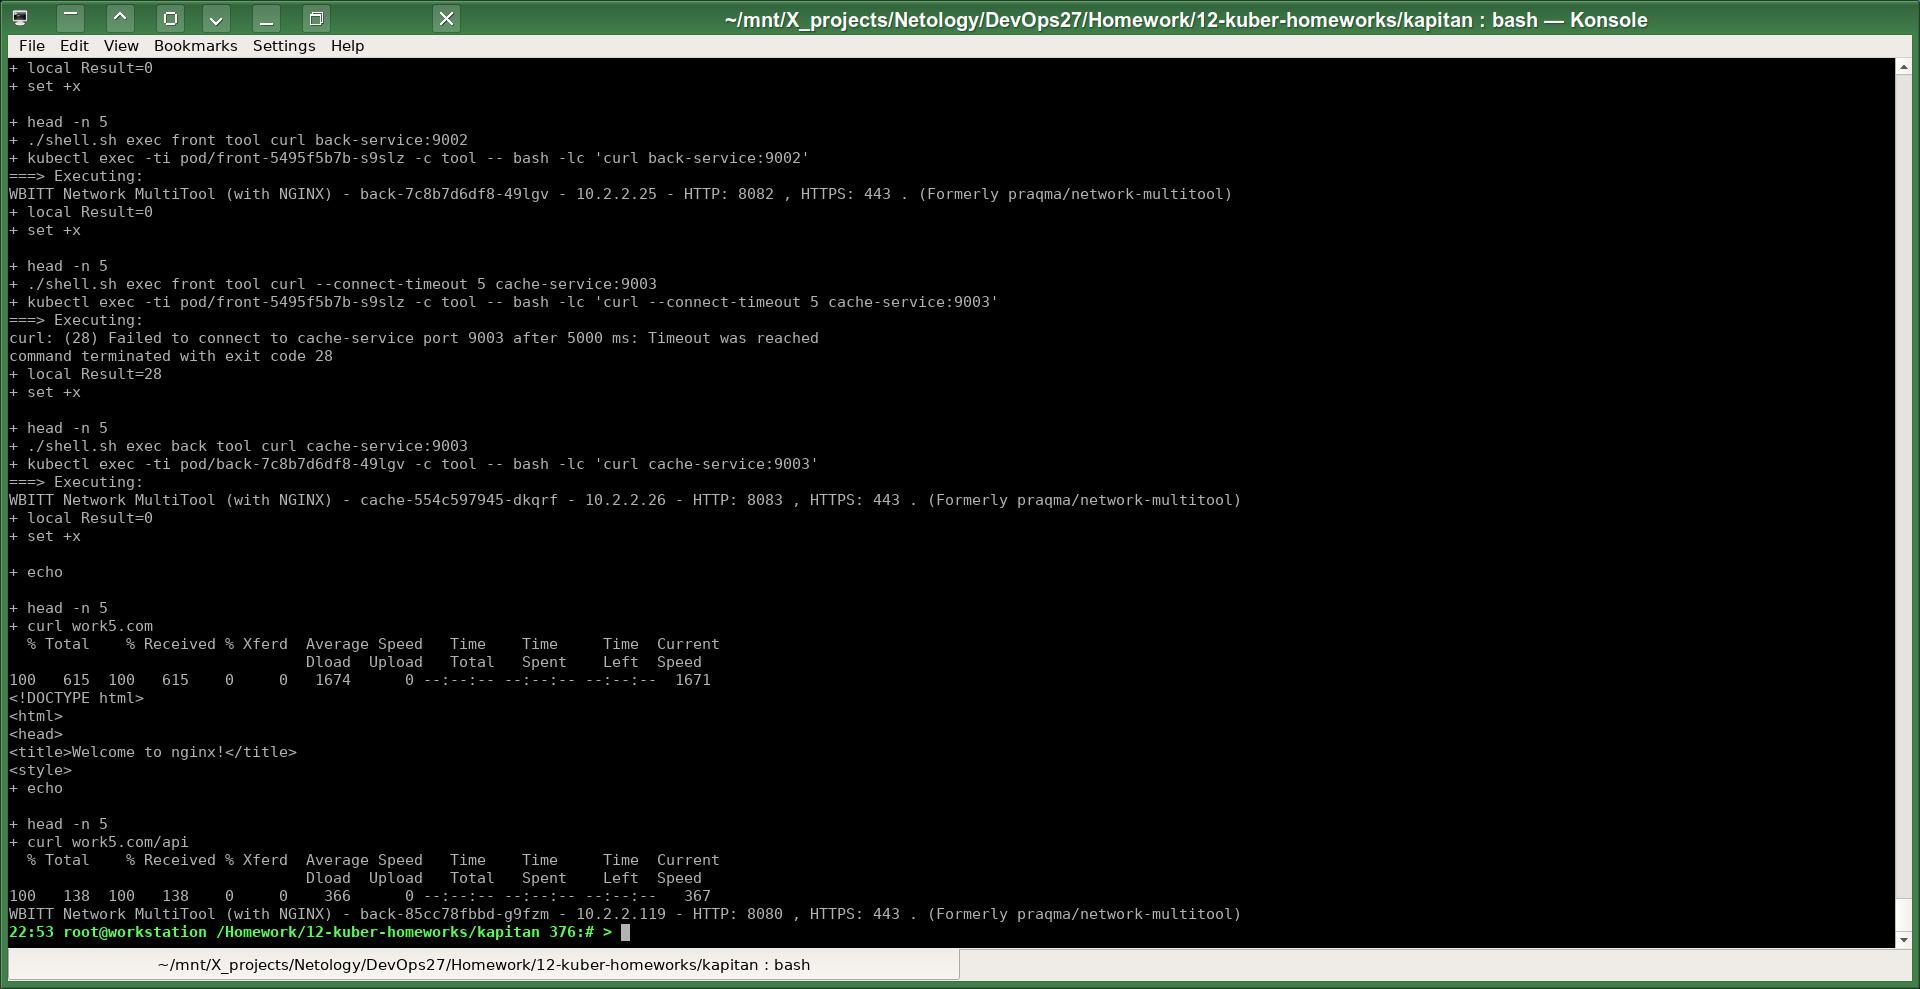 ~/mnt/X_projects/Netology/DevOps27/Homework/12-kuber-homeworks/kapitan : bash — Konsole
File Edit View Bookmarks Settings Help
+ local Result=0
+ set +x
+ head -n 5
+ ./shell.sh exec front tool curl back-service:9002
+ kubectl exec -ti pod/front-5495f5b7b-s9slz -c tool -- bash -lc 'curl back-service:9002'
===> Executing:
WBITT Network MultiTool (with NGINX) - back-7c8b7d6df8-49lgv - 10.2.2.25 - HTTP: 8082 , HTTPS: 443 . (Formerly praqma/network-multitool)
+ local Result=0
+ set +x
+ head -n 5
+ ./shell.sh exec front tool curl --connect-timeout 5 cache-service:9003
+ kubectl exec -ti pod/front-5495f5b7b-s9slz -c tool -- bash -lc 'curl --connect-timeout 5 cache-service:9003'
===> Executing:
curl: (28) Failed to connect to cache-service port 9003 after 5000 ms: Timeout was reached
command terminated with exit code 28
+ local Result=28
+ set +x
+ head -n 5
+ ./shell.sh exec back tool curl cache-service:9003
+ kubectl exec -ti pod/back-7c8b7d6df8-49lgv -c tool -- bash -lc 'curl cache-service:9003'
===> Executing:
WBITT Network MultiTool (with NGINX) - cache-554c597945-dkqrf - 10.2.2.26 - HTTP: 8083 , HTTPS: 443 . (Formerly praqma/network-multitool)
+ local Result=0
+ set +x
+ echo
+ head -n 5
+ curl work5.com
  % Total    % Received % Xferd  Average Speed   Time    Time     Time  Current
                                 Dload  Upload   Total   Spent    Left  Speed
100   615  100   615    0     0   1674      0 --:--:-- --:--:-- --:--:--  1671
<!DOCTYPE html>
<html>
<head>
<title>Welcome to nginx!</title>
<style>
+ echo
+ head -n 5
+ curl work5.com/api
  % Total    % Received % Xferd  Average Speed   Time    Time     Time  Current
                                 Dload  Upload   Total   Spent    Left  Speed
100   138  100   138    0     0    366      0 --:--:-- --:--:-- --:--:--   367
WBITT Network MultiTool (with NGINX) - back-85cc78fbbd-g9fzm - 10.2.2.119 - HTTP: 8080 , HTTPS: 443 . (Formerly praqma/network-multitool)
22:53 root@workstation /Homework/12-kuber-homeworks/kapitan 376:# >
~/mnt/X_projects/Netology/DevOps27/Homework/12-kuber-homeworks/kapitan : bash